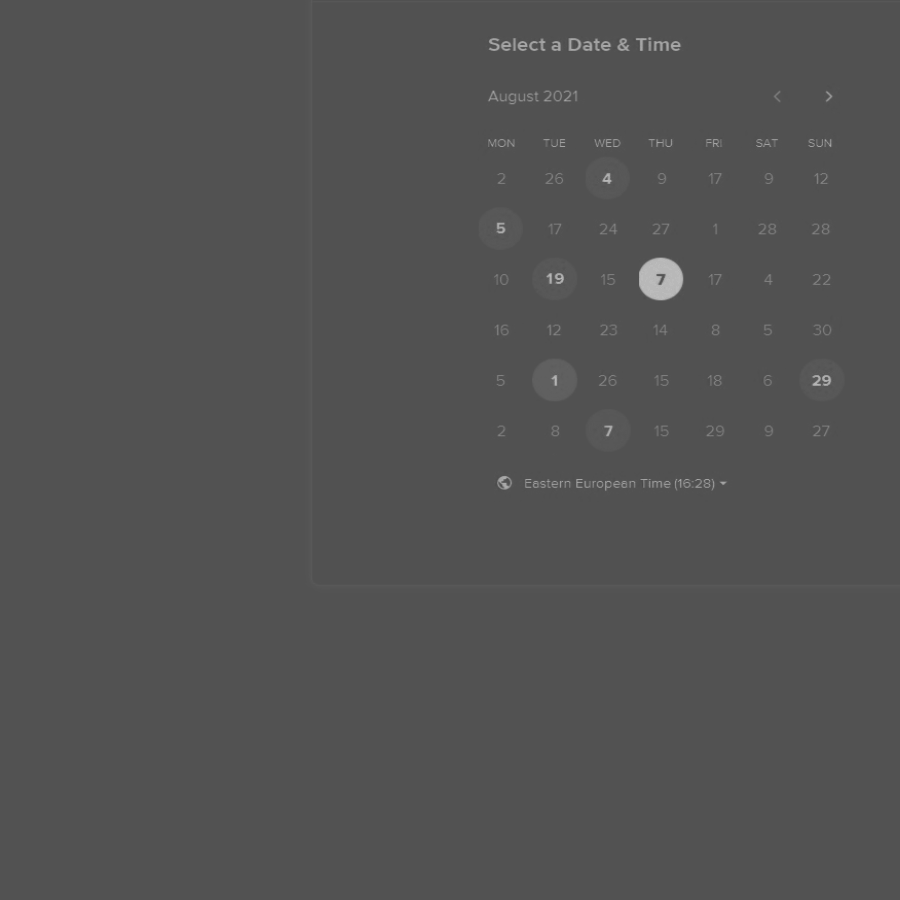 Select a Date & Time
August 2021
MON TUE WED THU FRI SAT SUN
2 26 4 9 17 9 12
5 17 24 27 1 28 28
10 19 15 7 17 4 22
16 12 23 14 8 5 30
5 1 26 15 18 6 29
2 8 7 15 29 9 27
Eastern European Time (16:28)